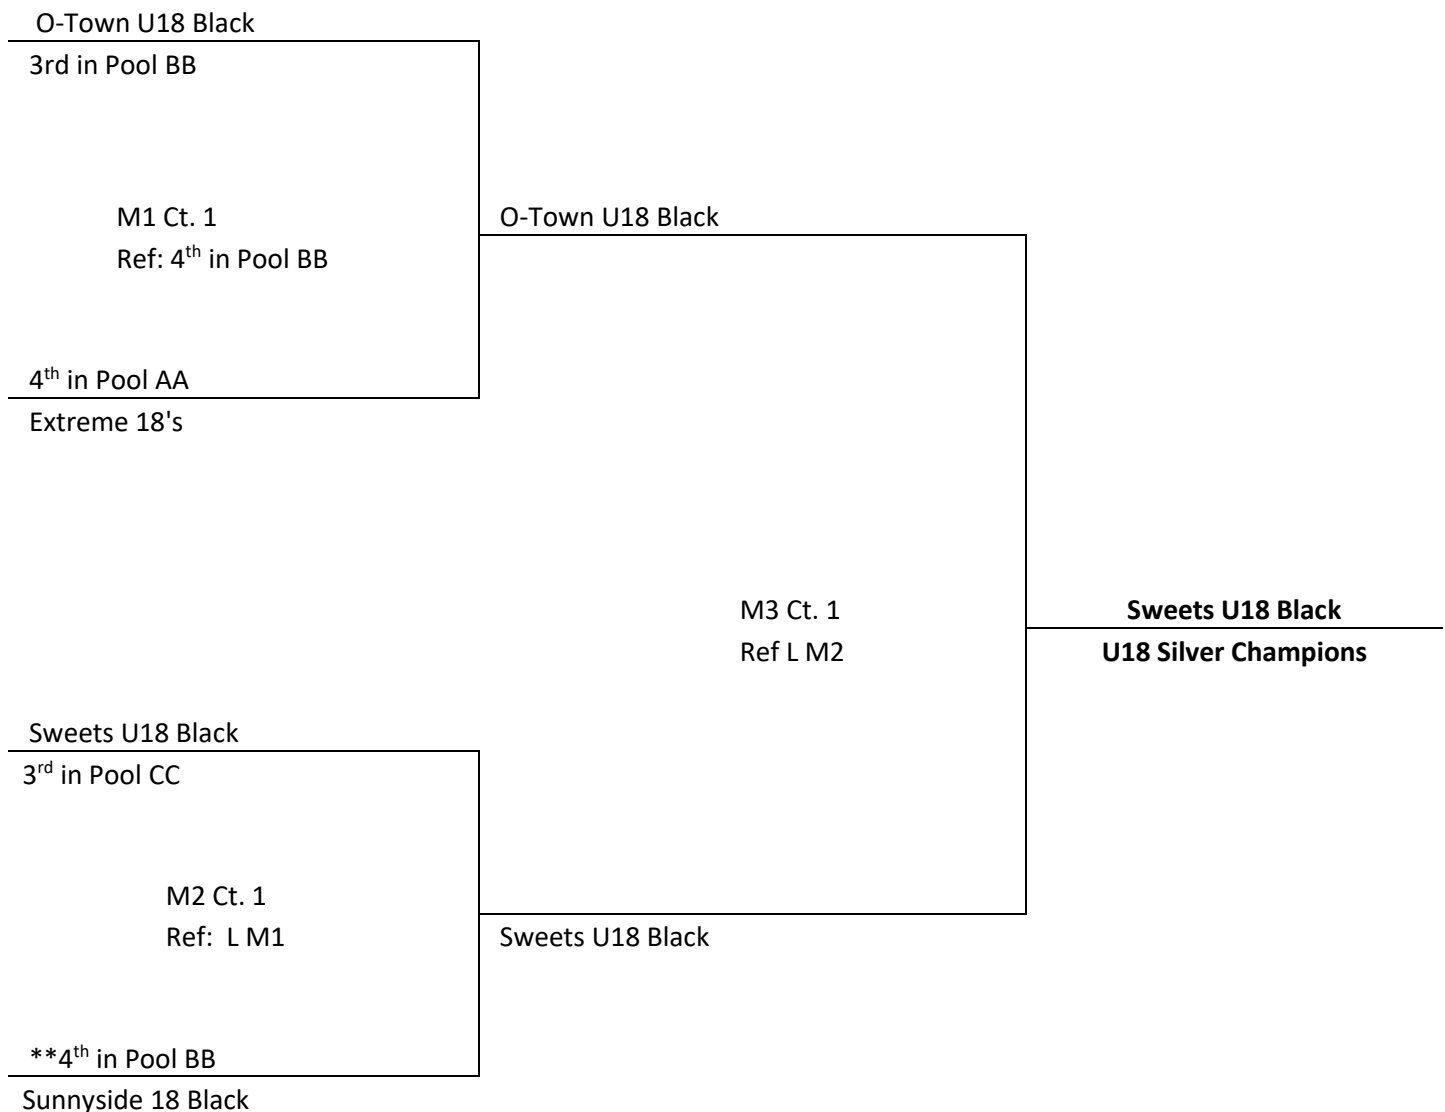 O-Town U18 Black
3rd in Pool BB
M1 Ct. 1
Ref: 4th in Pool BB
O-Town U18 Black
4th in Pool AA
Extreme 18's
M3 Ct. 1
Ref L M2
Sweets U18 Black
U18 Silver Champions
Sweets U18 Black
3rd in Pool CC
M2 Ct. 1
Ref:  L M1
Sweets U18 Black
**4th in Pool BB
Sunnyside 18 Black